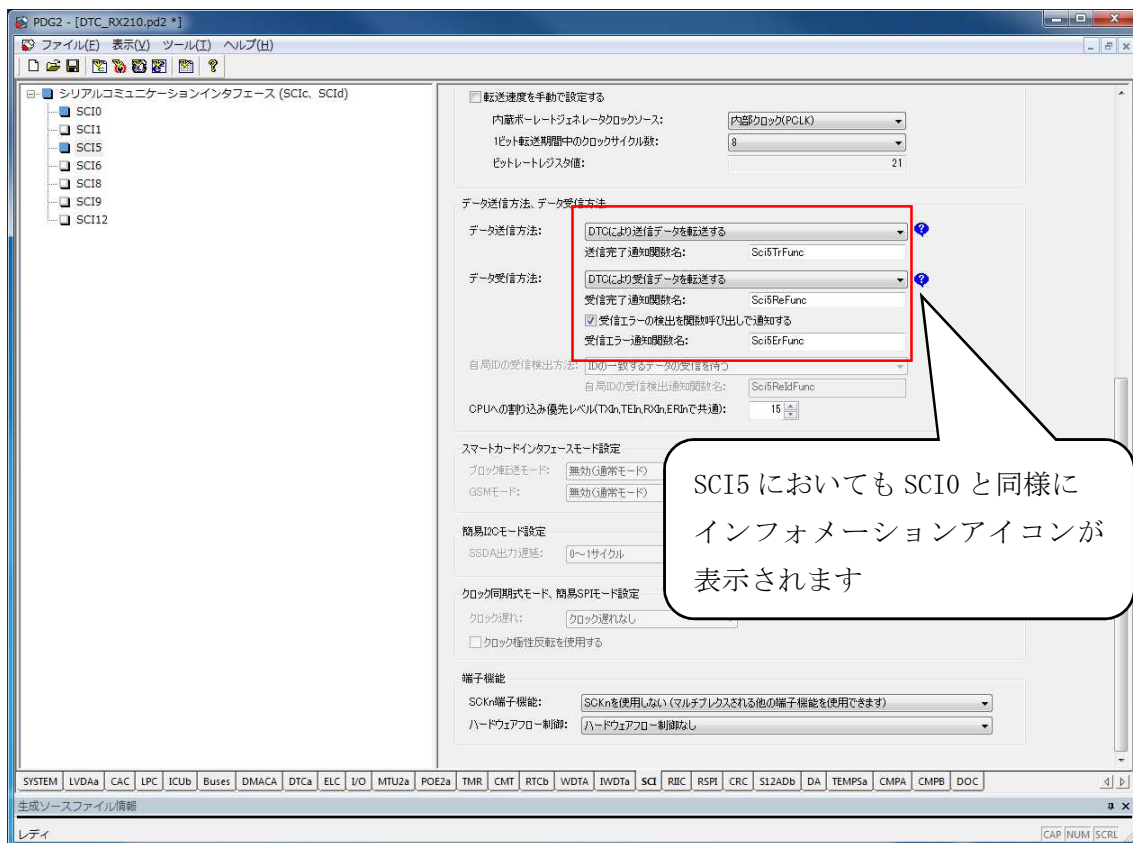 PDG2 - [DTC_RX210.pd2 *]
ファイル(F) 表示(V) ツール(T) ヘルプ(H)
シリアルコミュニケーションインタフェース (SCIc、SCId)
SCI0
SCI1
SCI5
SCI6
SCI8
SCI9
SCI12
転送速度を手動で設定する
内蔵ボーレートジェネレータクロックソース: 内部クロック(PCLK)
1ビット転送期間中のクロックサイクル数: 8
ビットレートレジスタ値: 21
データ送信方法、データ受信方法
データ送信方法: DTCにより送信データを転送する
送信完了通知関数名: Sci5TrFunc
データ受信方法: DTCにより受信データを転送する
受信完了通知関数名: Sci5ReFunc
受信エラーの検出を関数呼び出しで通知する
受信エラー通知関数名: Sci5ErFunc
自局IDの受信検出方法: IDの一致するデータの受信を待つ
自局IDの受信検出通知関数名: Sci5ReIdFunc
CPUへの割り込み優先レベル(TXIn,TEIn,RXIn,ERInで共通): 15
スマートカードインタフェースモード設定
ブロック転送モード: 無効(通常モード)
GSMモード: 無効(通常モード)
簡易I2Cモード設定
SSDA出力遅延: 0～1サイクル
クロック同期式モード、簡易SPIモード設定
クロック遅れ: クロック遅れなし
クロック極性反転を使用する
端子機能
SCKn端子機能: SCKnを使用しない(マルチプレクスされる他の端子機能を使用できます)
ハードウェアフロー制御: ハードウェアフロー制御なし
SCI5 においても SCI0 と同様に
インフォメーションアイコンが
表示されます
SYSTEM LVDAa CAC LPC ICUb Buses DMACA DTCa ELC I/O MTU2a POE2a TMR CMT RTCb WDTA IWDTa SCI RIIC RSPI CRC S12ADb DA TEMPSa CMPA CMPB DOC
生成ソースファイル情報
レディ
CAP NUM SCRL